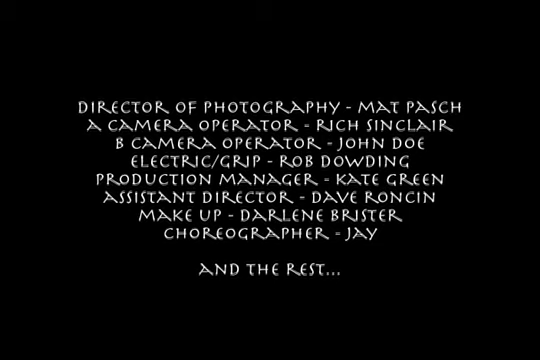 DIRECTOR OF PHOTOGRAPHY - MAT PASCH
A CAMERA OPERATOR - RICH SINCLAIR
B CAMERA OPERATOR - JOHN DOE
ELECTRIC/GRIP - ROB DOWDING
PRODUCTION MANAGER - KATE GREEN
ASSISTANT DIRECTOR - DAVE RONCIN
MAKE UP - DARLENE BRISTER
CHOREOGRAPHER - JAY
AND THE REST...